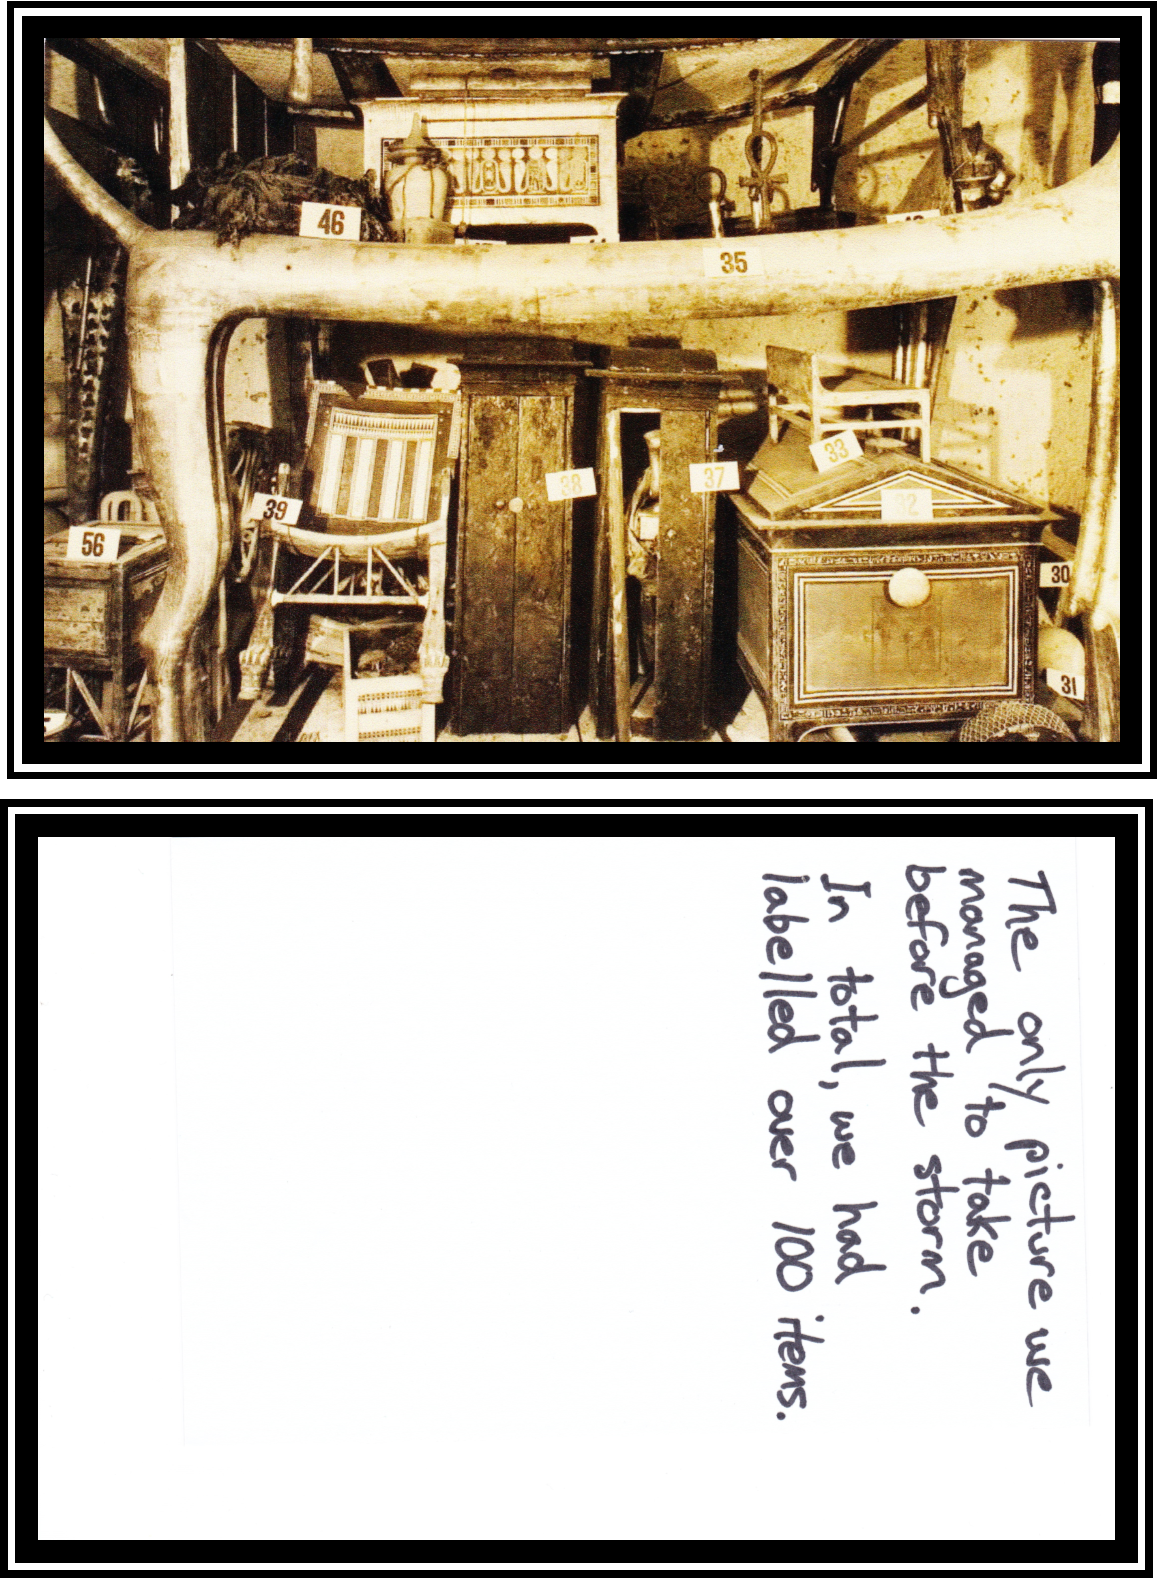 46
35
33
38
37
32
39
56
30
31
The only picture we
managed to take
before the storm.
In total, we had
labelled over 100 items.